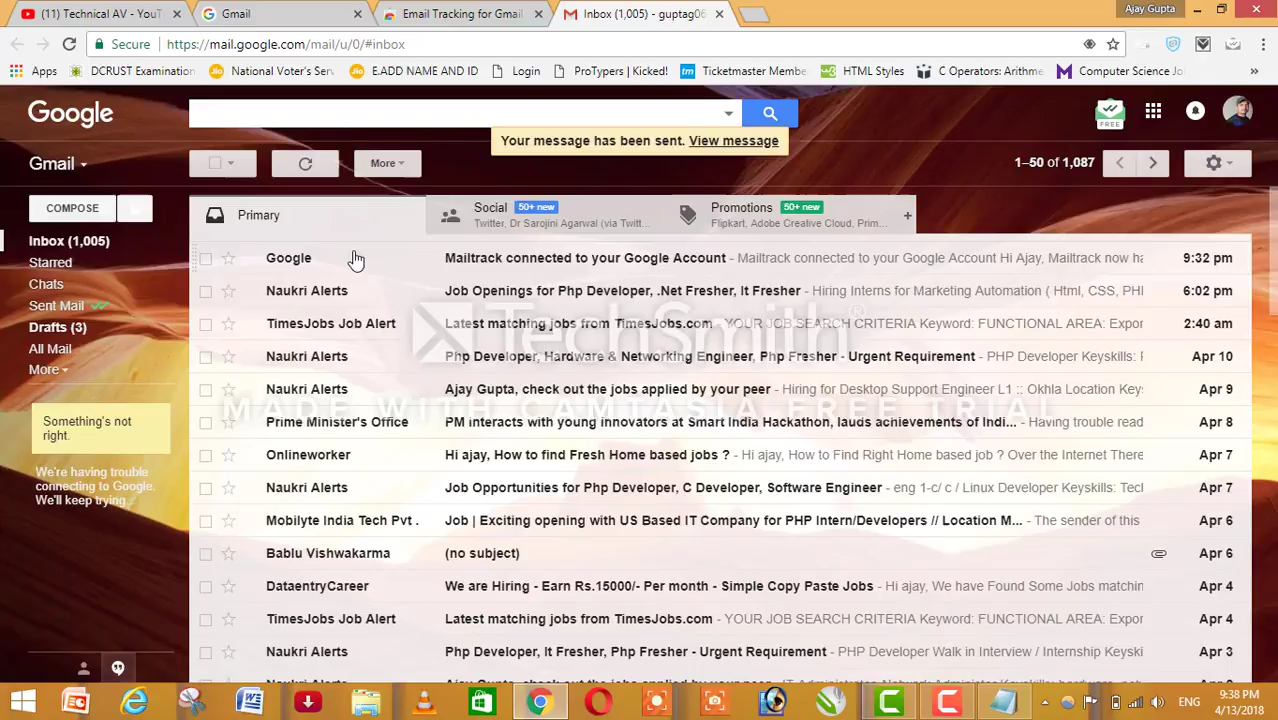 (11) Technical AV - YouT
Gmail
Email Tracking for Gmail
Inbox (1,005) - guptag06
Ajay Gupta
Secure
https://mail.google.com/mail/u/0/#inbox
Apps
DCRUST Examination
National Voter's Serv
E.ADD NAME AND ID
Login
ProTypers | Kicked!
Ticketmaster Membe
HTML Styles
C Operators: Arithme
Computer Science Jo
»
Google
FREE
Your message has been sent. View message
Gmail
More
1–50 of 1,087
COMPOSE
Primary
Social 50+ new
Twitter, Dr Sarojini Agarwal (via Twitt...
Promotions 50+ new
Flipkart, Adobe Creative Cloud, Prim...
+
Inbox (1,005)
Starred
Chats
Sent Mail
Drafts (3)
All Mail
More
Something's not
right.
We're having trouble
connecting to Google.
We'll keep trying.
Google Mailtrack connected to your Google Account - Mailtrack connected to your Google Account Hi Ajay, Mailtrack now ha 9:32 pm
Naukri Alerts Job Openings for Php Developer, .Net Fresher, It Fresher - Hiring Interns for Marketing Automation ( Html, CSS, PHI 6:02 pm
TimesJobs Job Alert Latest matching jobs from TimesJobs.com - YOUR JOB SEARCH CRITERIA Keyword: FUNCTIONAL AREA: Expor 2:40 am
Naukri Alerts Php Developer, Hardware & Networking Engineer, Php Fresher - Urgent Requirement - PHP Developer Keyskills: F Apr 10
Naukri Alerts Ajay Gupta, check out the jobs applied by your peer - Hiring for Desktop Support Engineer L1 :: Okhla Location Key Apr 9
Prime Minister's Office PM interacts with young innovators at Smart India Hackathon, lauds achievements of Indi... - Having trouble read Apr 8
Onlineworker Hi ajay, How to find Fresh Home based jobs ? - Hi ajay, How to Find Right Home based job ? Over the Internet There Apr 7
Naukri Alerts Job Opportunities for Php Developer, C Developer, Software Engineer - eng 1-c/ c / Linux Developer Keyskills: Tecl Apr 7
Mobilyte India Tech Pvt . Job | Exciting opening with US Based IT Company for PHP Intern/Developers // Location M... - The sender of this Apr 6
Bablu Vishwakarma (no subject) Apr 6
DataentryCareer We are Hiring - Earn Rs.15000/- Per month - Simple Copy Paste Jobs - Hi ajay, We have Found Some Jobs matchin Apr 4
TimesJobs Job Alert Latest matching jobs from TimesJobs.com - YOUR JOB SEARCH CRITERIA Keyword: FUNCTIONAL AREA: Expor Apr 4
Naukri Alerts Php Developer, It Fresher, Php Fresher - Urgent Requirement - PHP Developer Walk in Interview / Internship Keyski Apr 3
TechSmith®
MADE WITH CAMTASIA FREE TRIAL
ENG
9:38 PM
4/13/2018